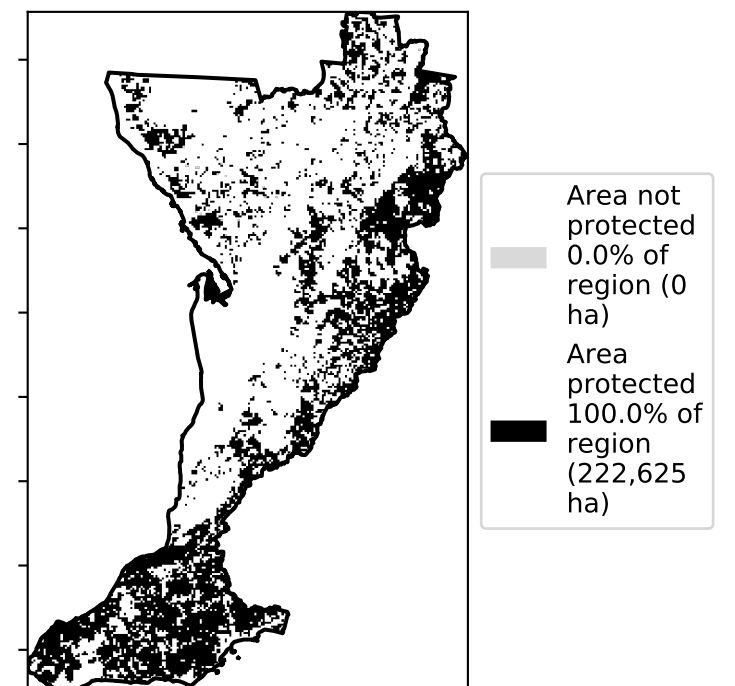 Area not
protected
0.0% of
region (0
ha)
Area
protected
100.0% of
region
(222,625
ha)